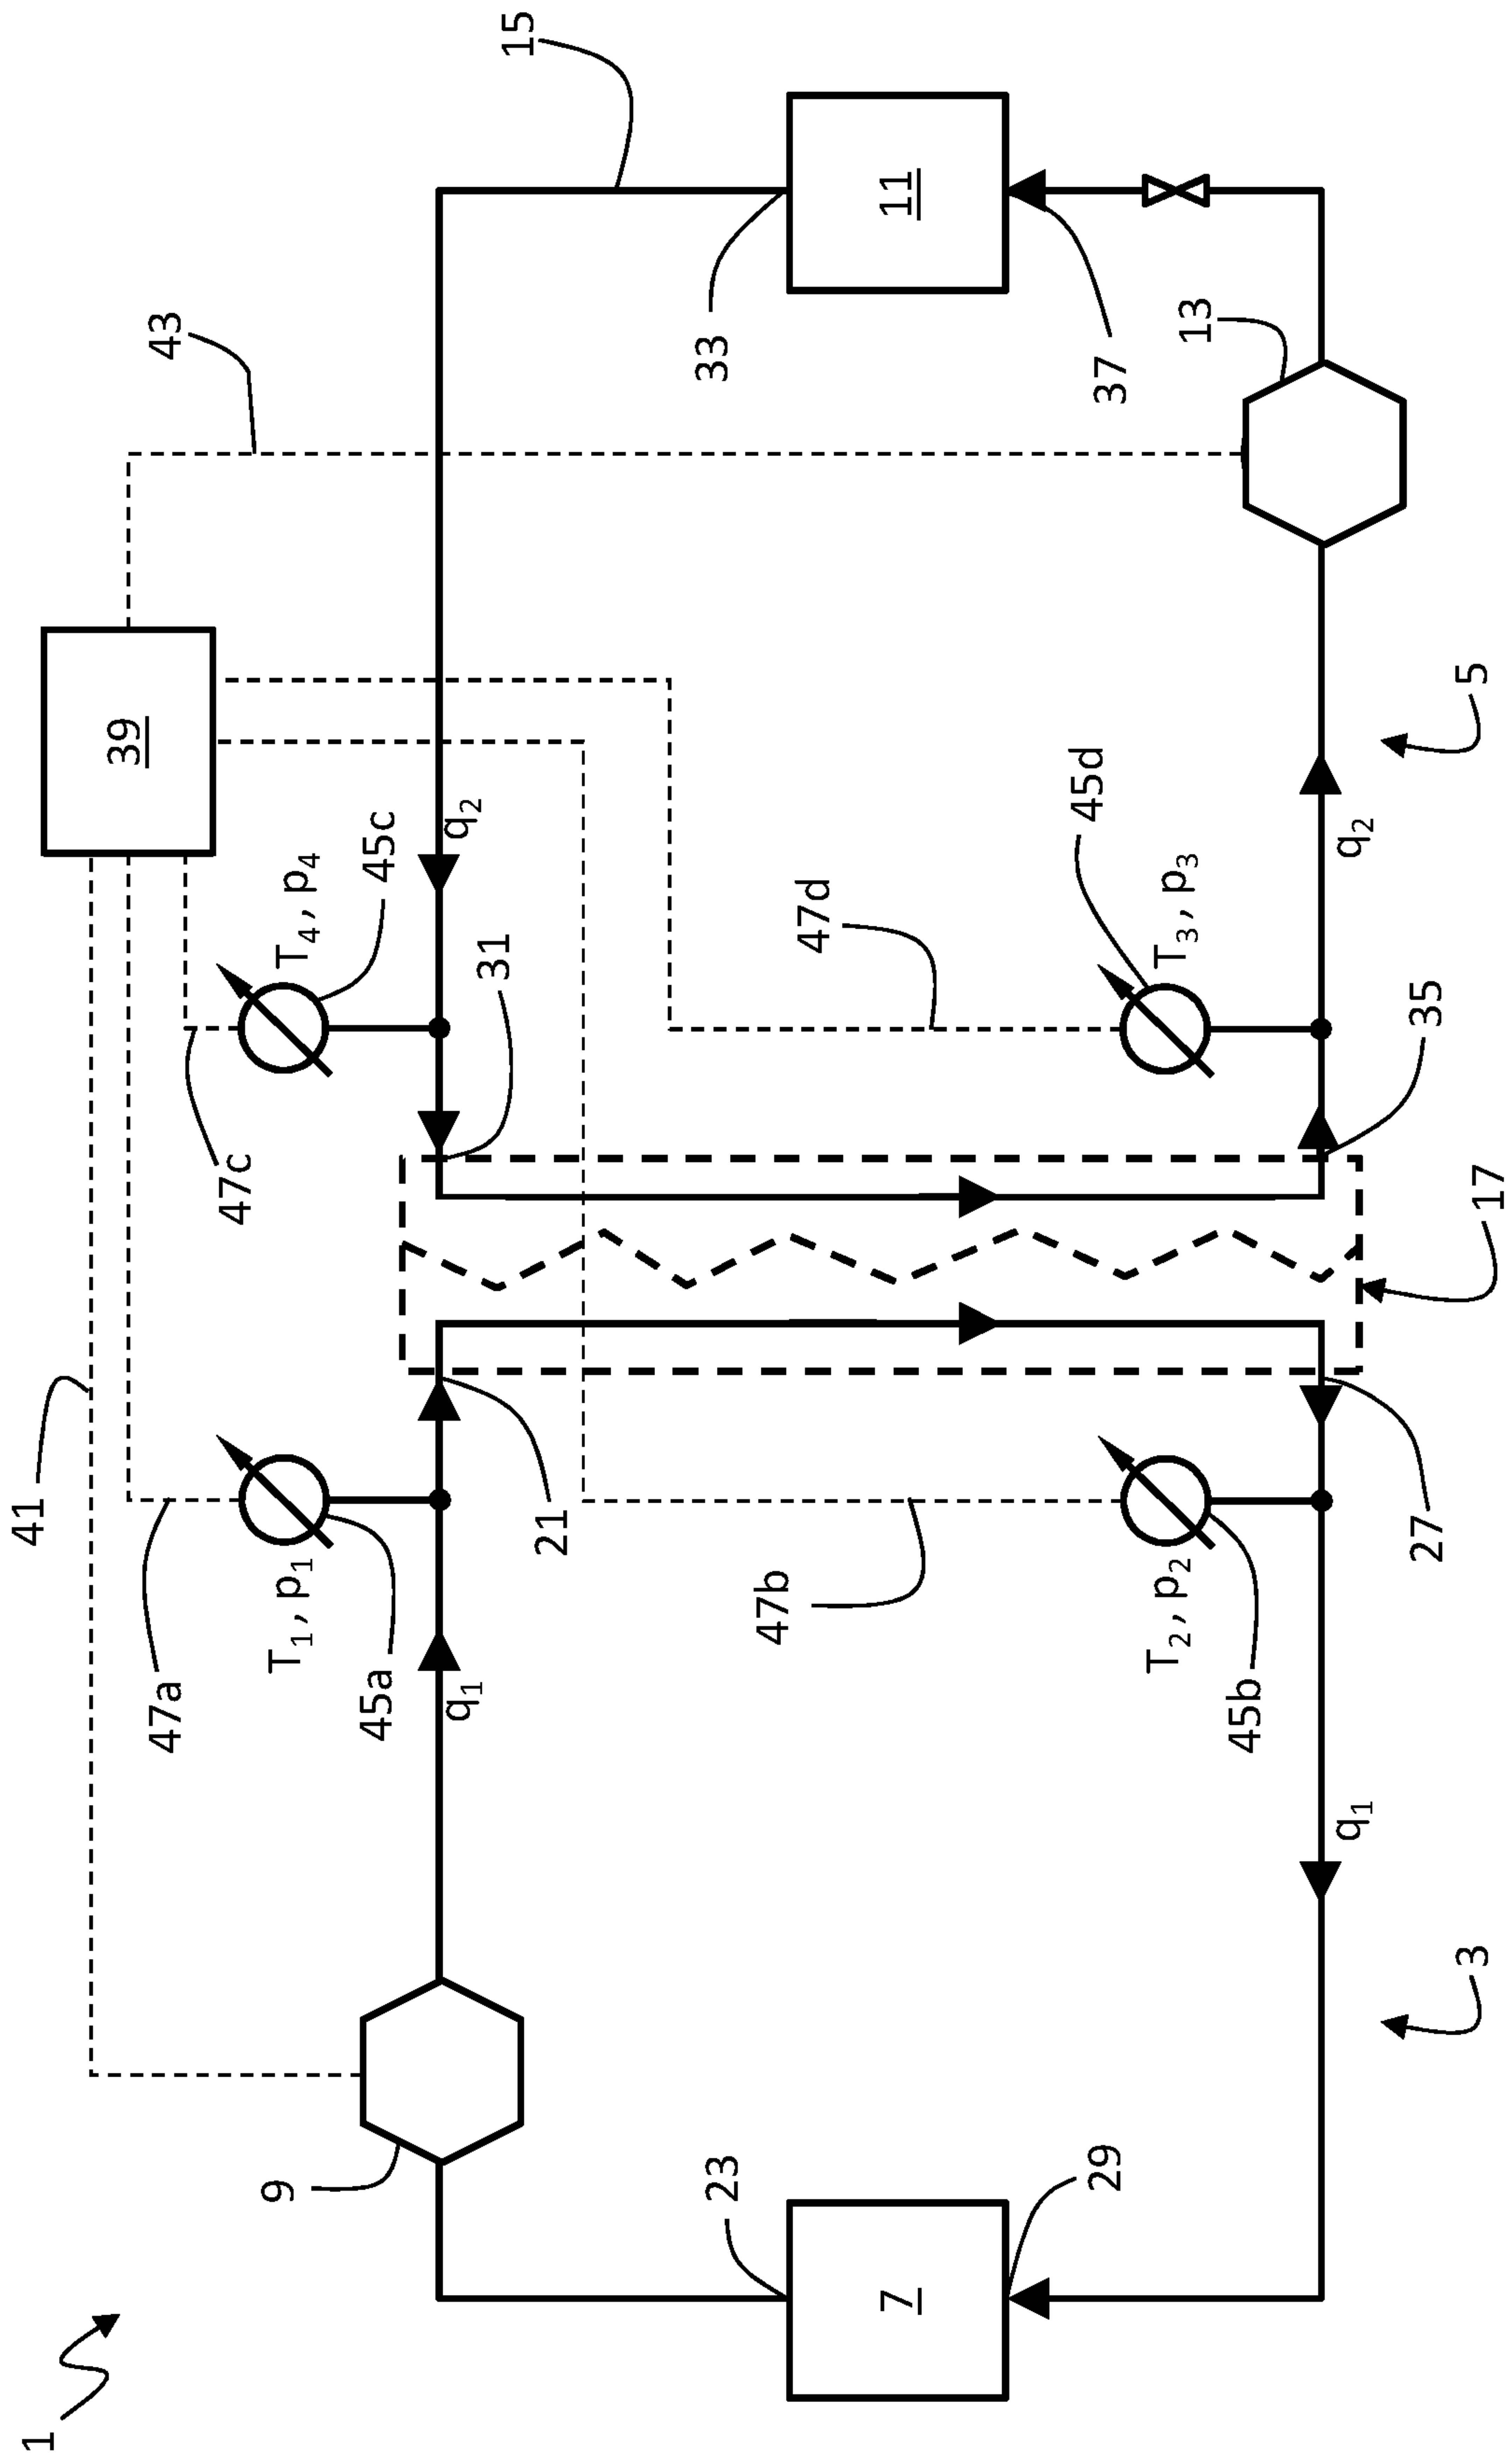 1
41
39
43
15
47a
47c
9
T₁, p₁
T₄, p₄
45a
45c
q₁
q₂
31
21
23
33
47b
47d
7
11
29
45d
37
T₂, p₂
T₃, p₃
13
45b
q₁
q₂
27
35
3
17
5